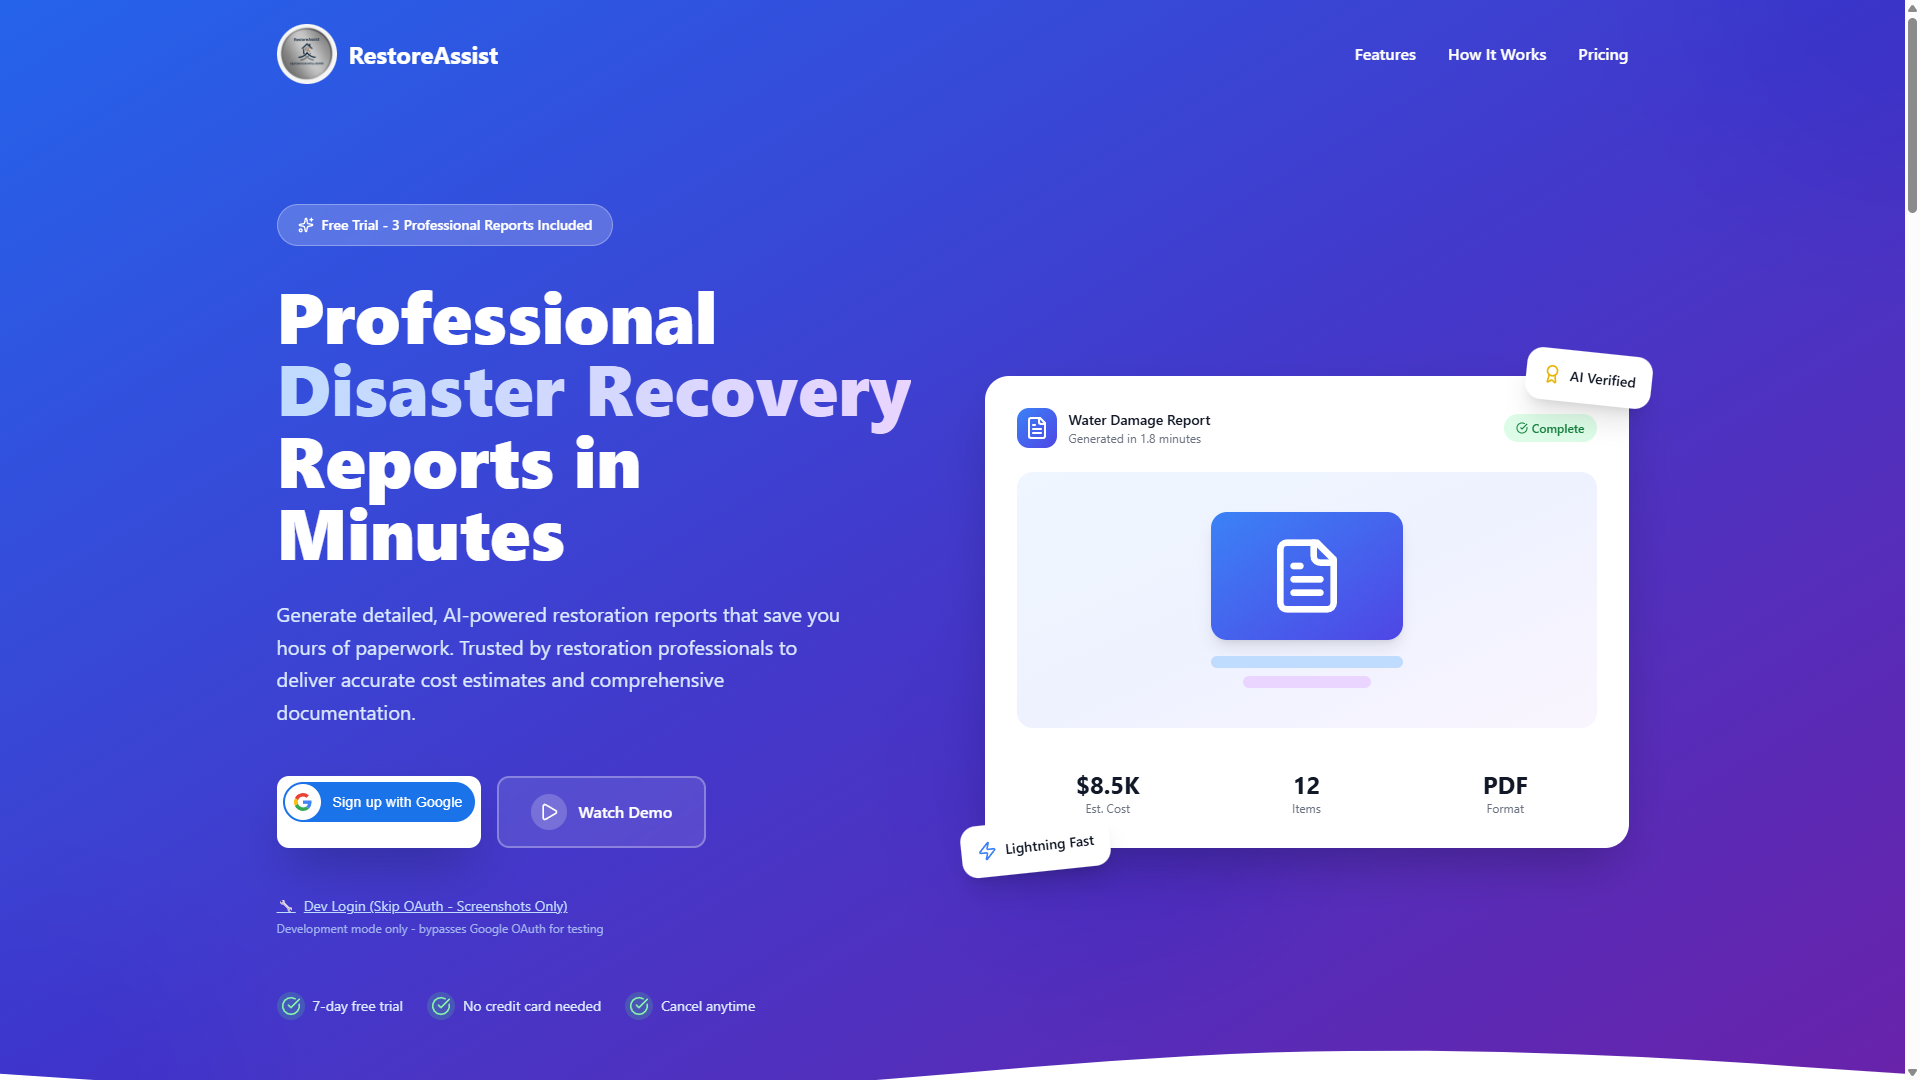 RestoreAssist
Features
How It Works
Pricing
Free Trial - 3 Professional Reports Included
Professional
Disaster Recovery
Reports in
Minutes
Generate detailed, AI-powered restoration reports that save you
hours of paperwork. Trusted by restoration professionals to
deliver accurate cost estimates and comprehensive
documentation.
Sign up with Google
Watch Demo
Dev Login (Skip OAuth - Screenshots Only)
Development mode only - bypasses Google OAuth for testing
7-day free trial
No credit card needed
Cancel anytime
AI Verified
Water Damage Report
Generated in 1.8 minutes
Complete
$8.5K
Est. Cost
12
Items
PDF
Format
Lightning Fast